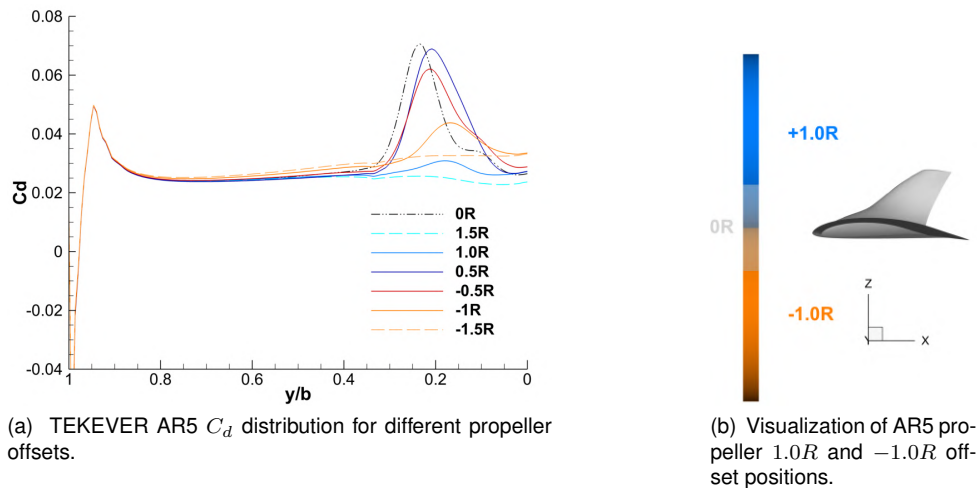 0.08
0.06
0.04
0.02
0
-0.02
-0.04
Cd
1
0.8
0.6
0.4
0.2
0
y/b
0R
1.5R
1.0R
0.5R
-0.5R
-1R
-1.5R
(a) TEKEVER AR5 Cd distribution for different propeller
offsets.
+1.0R
0R
-1.0R
Z
Y
X
(b) Visualization of AR5 pro-
peller 1.0R and −1.0R off-
set positions.